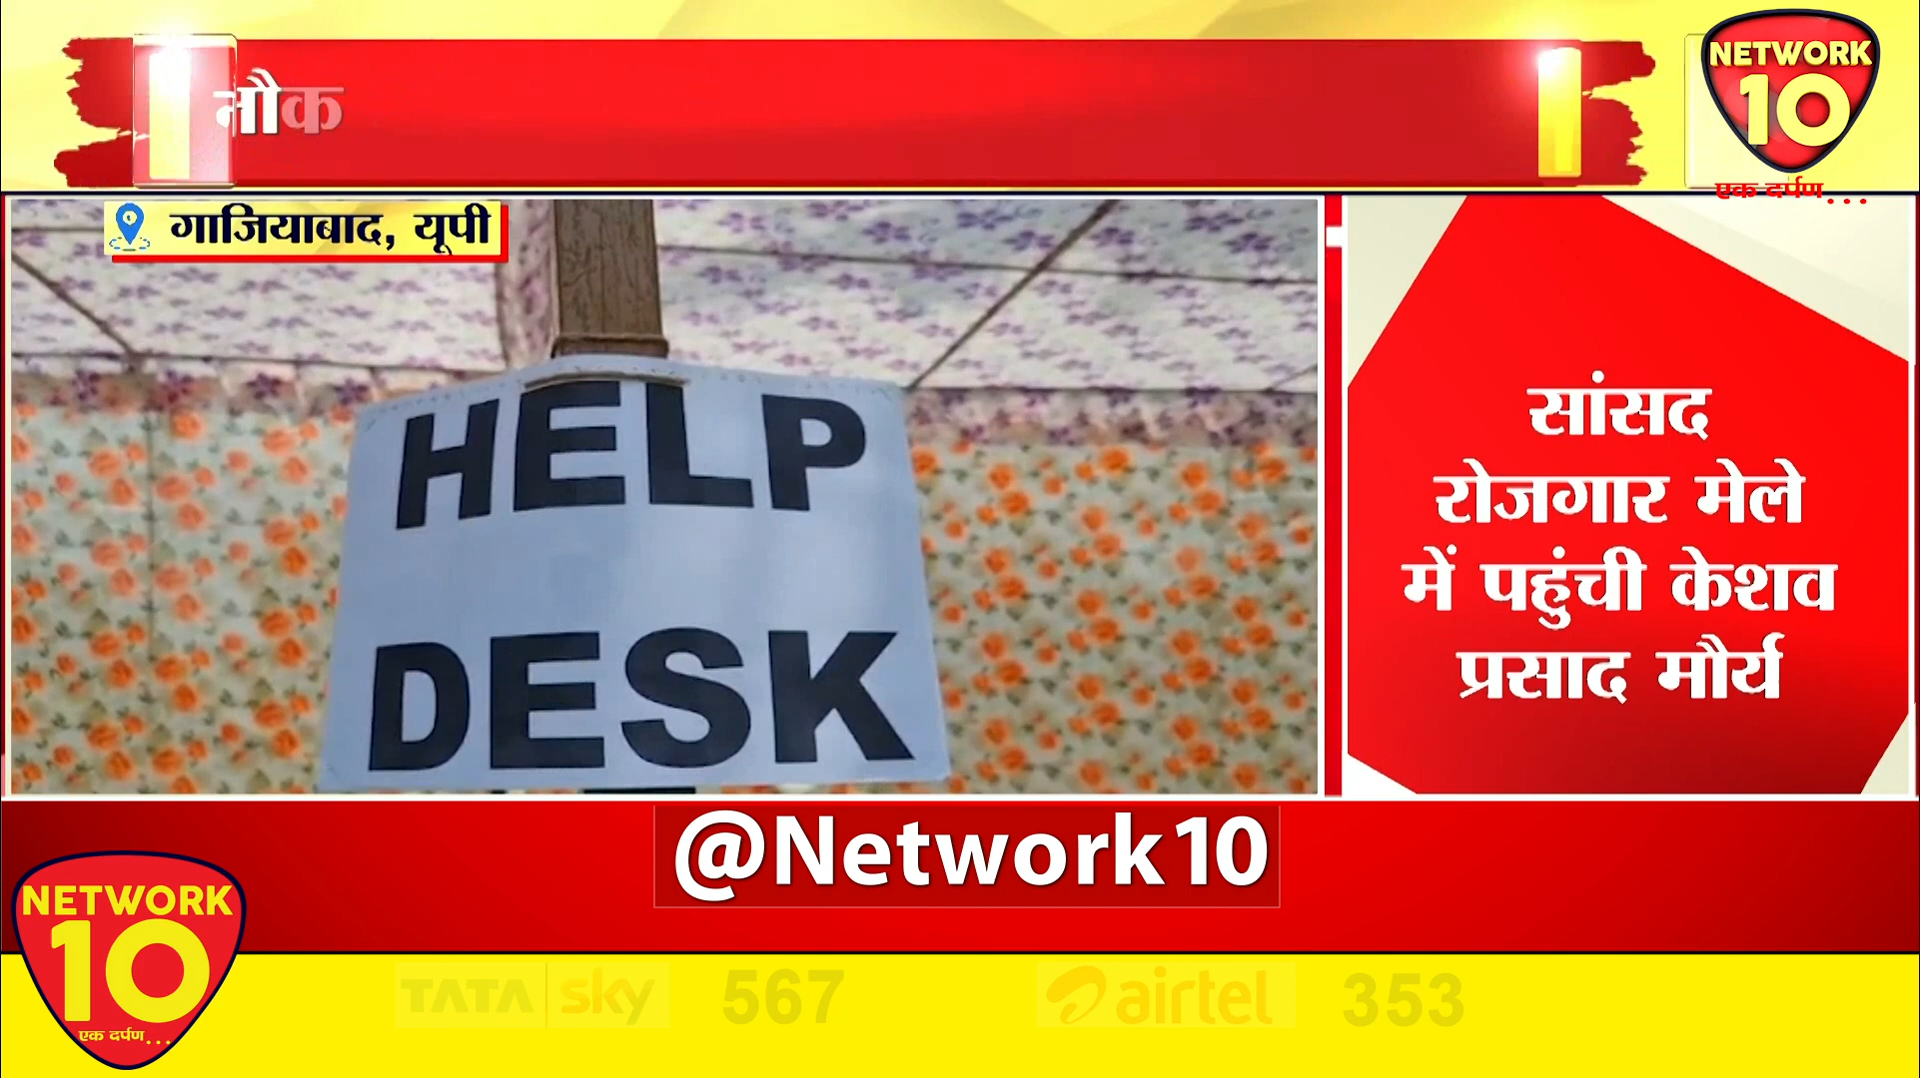 नौक
NETWORK
10
एक दर्पण...
गाजियाबाद, यूपी
HELP
DESK
सांसद
रोजगार मेले
में पहुंची केशव
प्रसाद मौर्य
@Network10
NETWORK
10
एक दर्पण...
TATA sky 567 airtel 353